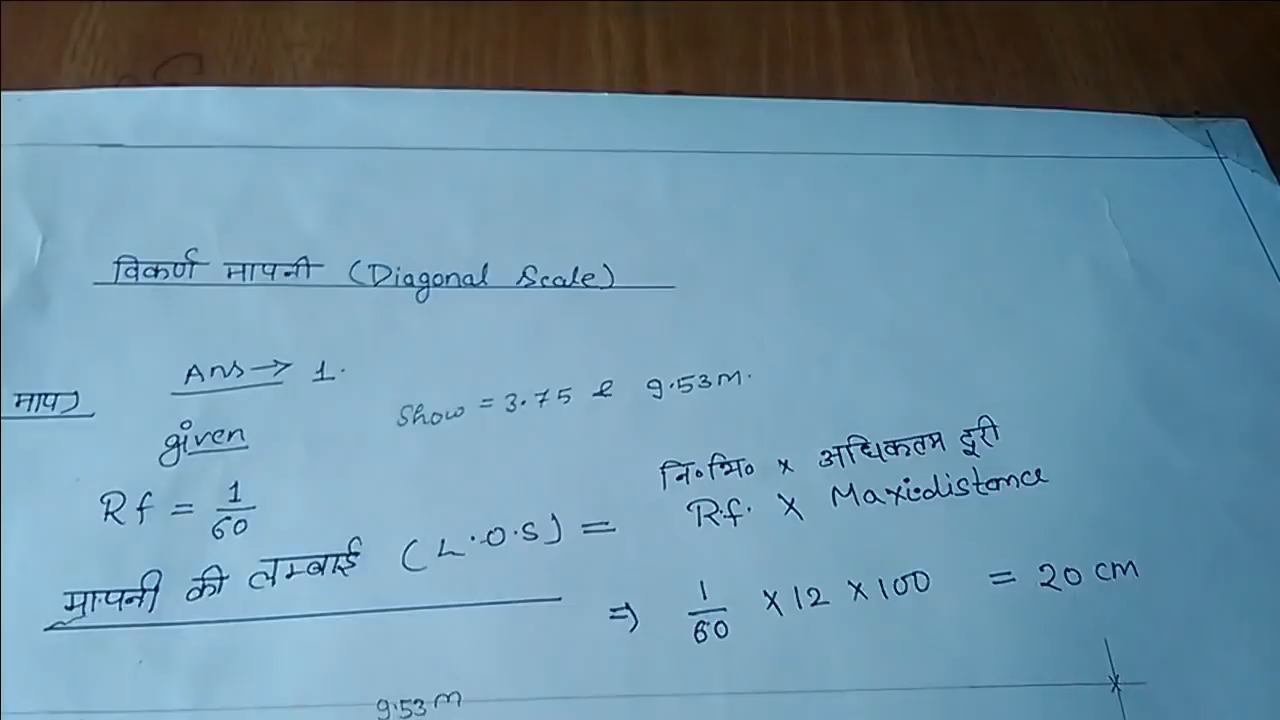 विकर्ण मापनी (Diagonal Scale)
Ans → 1.
माप
Show = 3.75 & 9.53m.
given
Rf = 1/60
नि०भि० × अधिकतम दूरी
मापनी की लम्बाई (L.O.S) = R.f. × Maxi.distance
⇒ 1/60 × 12 × 100 = 20 cm
9.53m